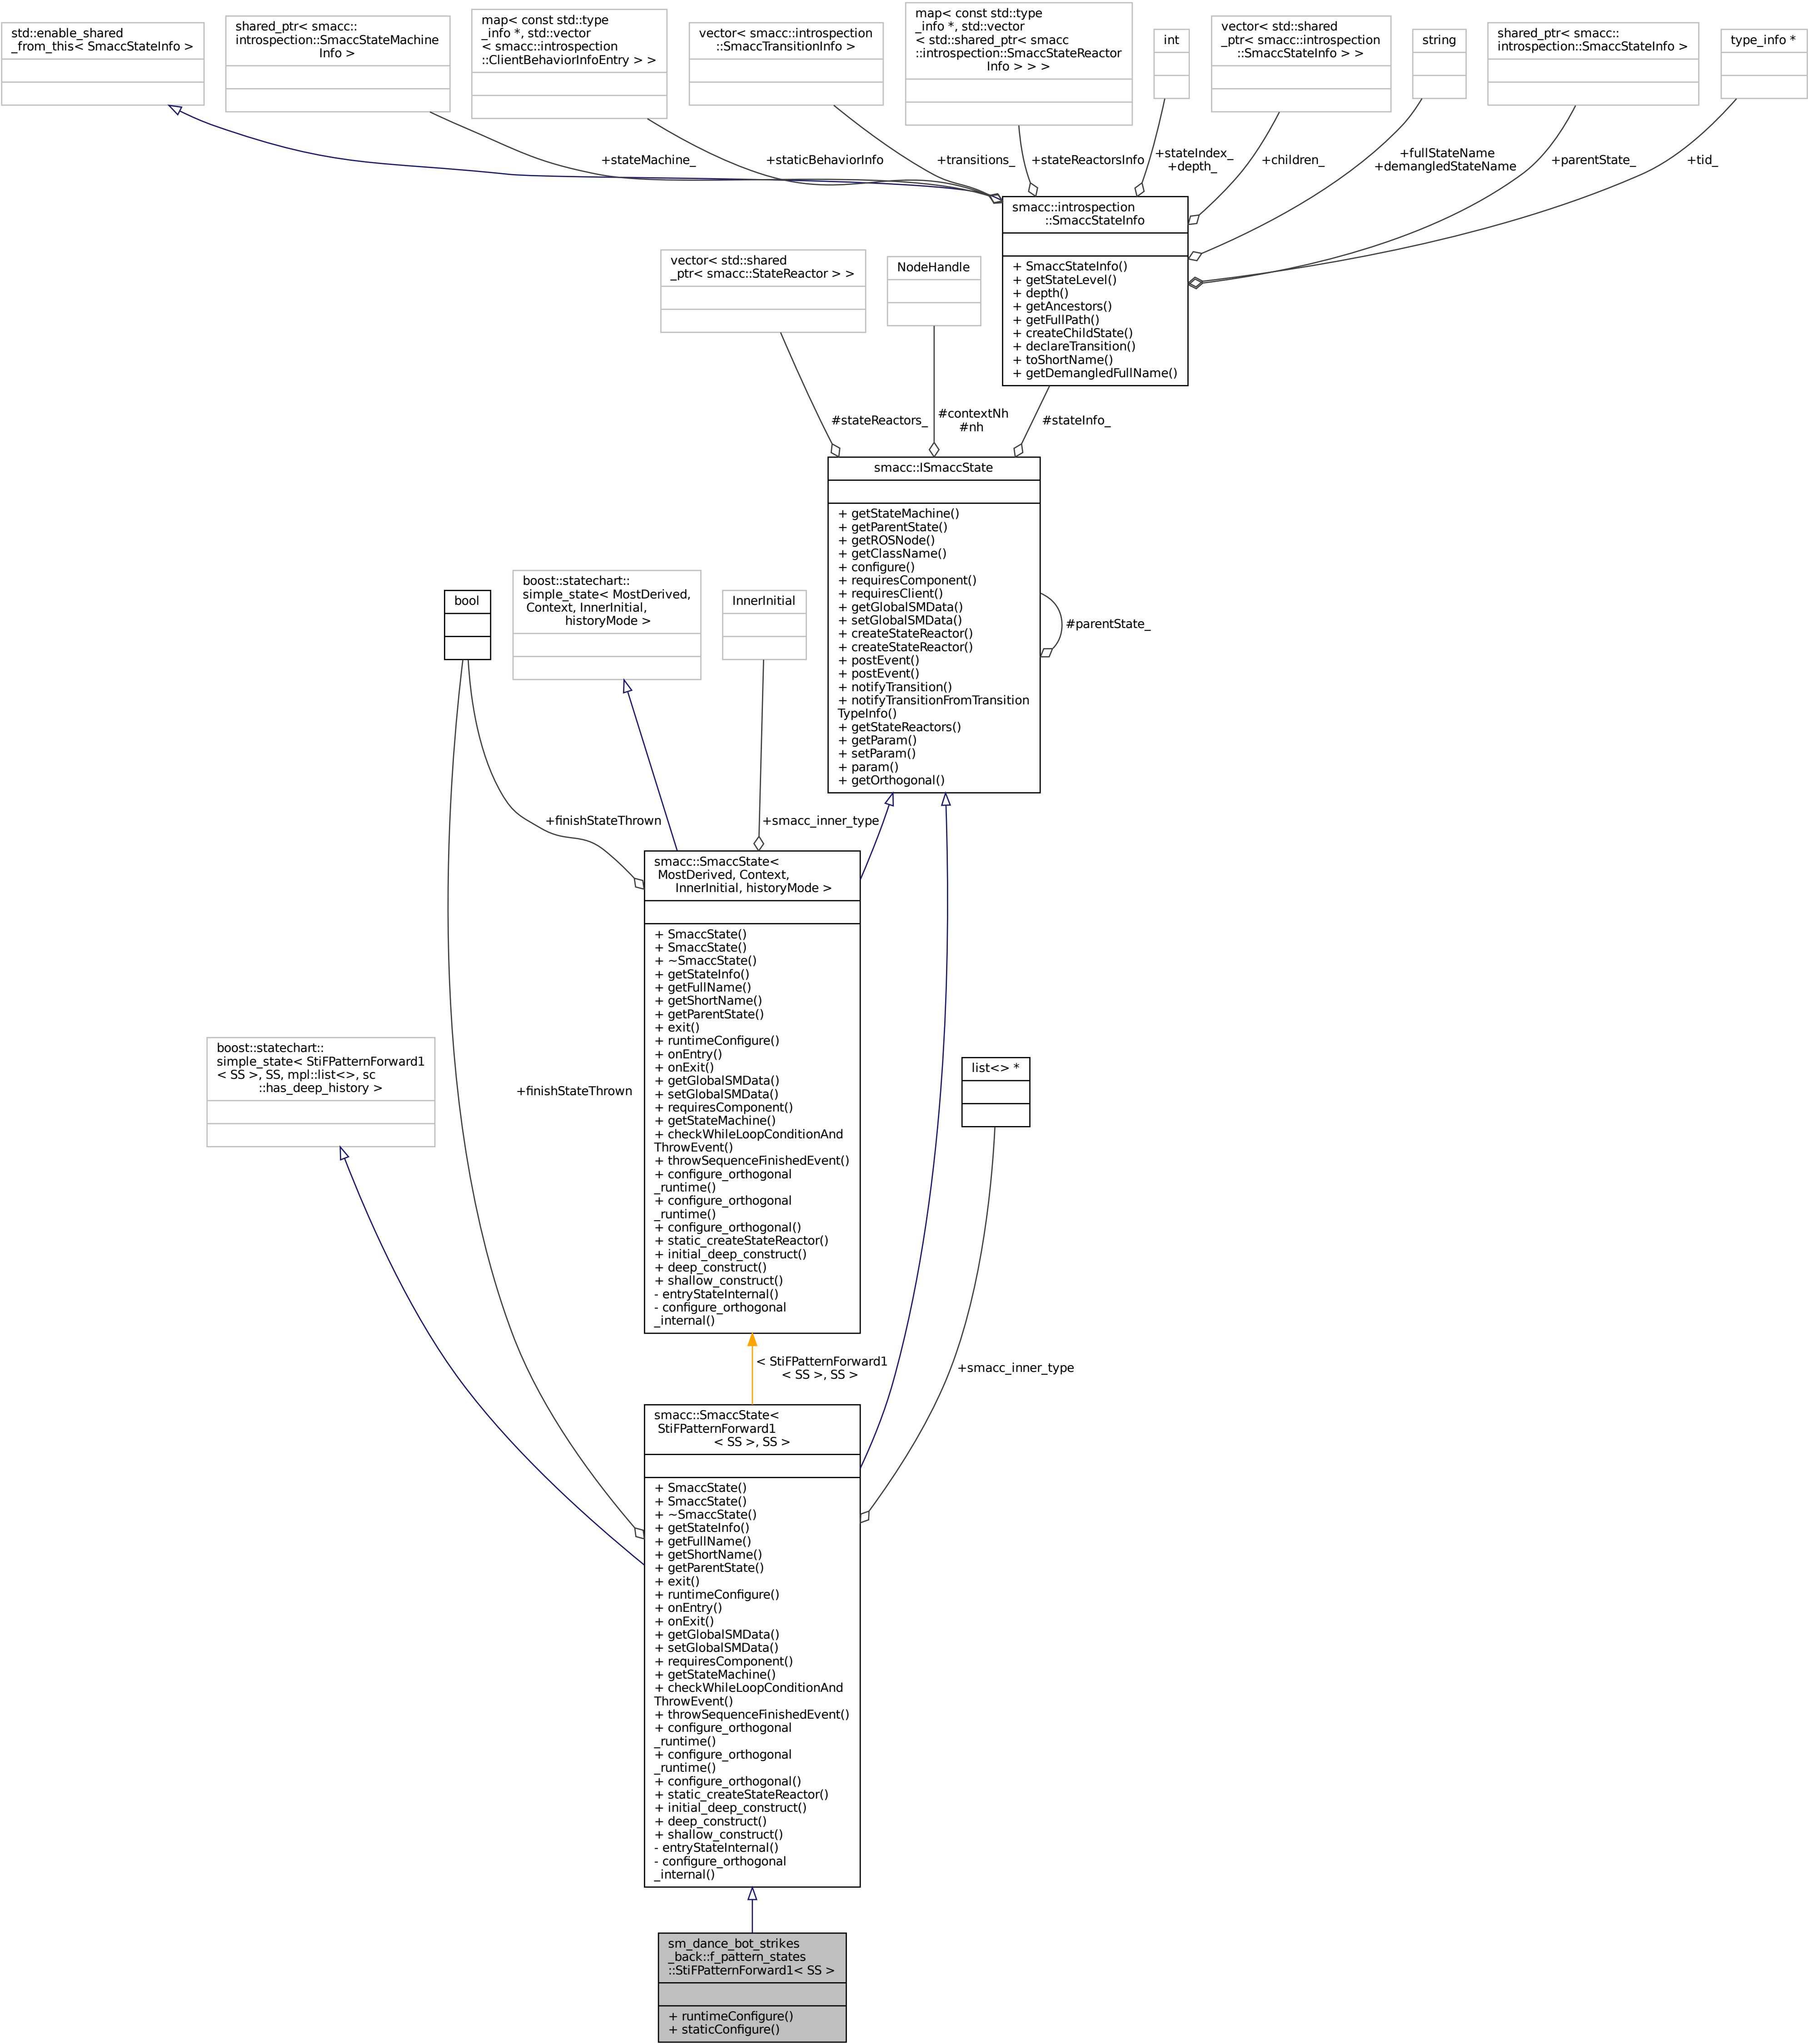 std::enable_shared
_from_this< SmaccStateInfo >
shared_ptr< smacc::
introspection::SmaccStateMachine
Info >
map< const std::type
_info *, std::vector
< smacc::introspection
::ClientBehaviorInfoEntry > >
vector< smacc::introspection
::SmaccTransitionInfo >
map< const std::type
_info *, std::vector
< std::shared_ptr< smacc
::introspection::SmaccStateReactor
Info > > >
int
vector< std::shared
_ptr< smacc::introspection
::SmaccStateInfo > >
string
shared_ptr< smacc::
introspection::SmaccStateInfo >
type_info *
+stateMachine_
+staticBehaviorInfo
+transitions_
+stateReactorsInfo
+stateIndex_
+depth_
+children_
+fullStateName
+demangledStateName
+parentState_
+tid_
smacc::introspection
::SmaccStateInfo
+ SmaccStateInfo()
+ getStateLevel()
+ depth()
+ getAncestors()
+ getFullPath()
+ createChildState()
+ declareTransition()
+ toShortName()
+ getDemangledFullName()
vector< std::shared
_ptr< smacc::StateReactor > >
NodeHandle
#stateReactors_
#contextNh
#nh
#stateInfo_
smacc::ISmaccState
+ getStateMachine()
+ getParentState()
+ getROSNode()
+ getClassName()
+ configure()
+ requiresComponent()
+ requiresClient()
+ getGlobalSMData()
+ setGlobalSMData()
+ createStateReactor()
+ createStateReactor()
+ postEvent()
+ postEvent()
+ notifyTransition()
+ notifyTransitionFromTransition
TypeInfo()
+ getStateReactors()
+ getParam()
+ setParam()
+ param()
+ getOrthogonal()
#parentState_
bool
boost::statechart::
simple_state< MostDerived,
Context, InnerInitial,
historyMode >
InnerInitial
+finishStateThrown
+smacc_inner_type
smacc::SmaccState<
MostDerived, Context,
InnerInitial, historyMode >
+ SmaccState()
+ SmaccState()
+ ~SmaccState()
+ getStateInfo()
+ getFullName()
+ getShortName()
+ getParentState()
+ exit()
+ runtimeConfigure()
+ onEntry()
+ onExit()
+ getGlobalSMData()
+ setGlobalSMData()
+ requiresComponent()
+ getStateMachine()
+ checkWhileLoopConditionAnd
ThrowEvent()
+ throwSequenceFinishedEvent()
+ configure_orthogonal
_runtime()
+ configure_orthogonal
_runtime()
+ configure_orthogonal()
+ static_createStateReactor()
+ initial_deep_construct()
+ deep_construct()
+ shallow_construct()
- entryStateInternal()
- configure_orthogonal
_internal()
boost::statechart::
simple_state< StiFPatternForward1
< SS >, SS, mpl::list<>, sc
::has_deep_history >
+finishStateThrown
list<> *
< StiFPatternForward1
< SS >, SS >
+smacc_inner_type
smacc::SmaccState<
StiFPatternForward1
< SS >, SS >
+ SmaccState()
+ SmaccState()
+ ~SmaccState()
+ getStateInfo()
+ getFullName()
+ getShortName()
+ getParentState()
+ exit()
+ runtimeConfigure()
+ onEntry()
+ onExit()
+ getGlobalSMData()
+ setGlobalSMData()
+ requiresComponent()
+ getStateMachine()
+ checkWhileLoopConditionAnd
ThrowEvent()
+ throwSequenceFinishedEvent()
+ configure_orthogonal
_runtime()
+ configure_orthogonal
_runtime()
+ configure_orthogonal()
+ static_createStateReactor()
+ initial_deep_construct()
+ deep_construct()
+ shallow_construct()
- entryStateInternal()
- configure_orthogonal
_internal()
sm_dance_bot_strikes
_back::f_pattern_states
::StiFPatternForward1< SS >
+ runtimeConfigure()
+ staticConfigure()